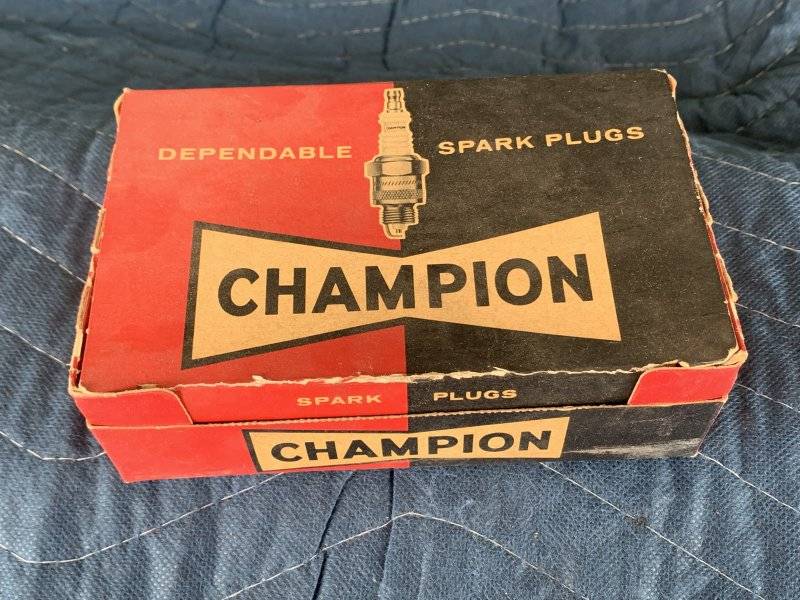 DEPENDABLE SPARK PLUGS
CHAMPION
CHAMPION
SPARK PLUGS
CHAMPION